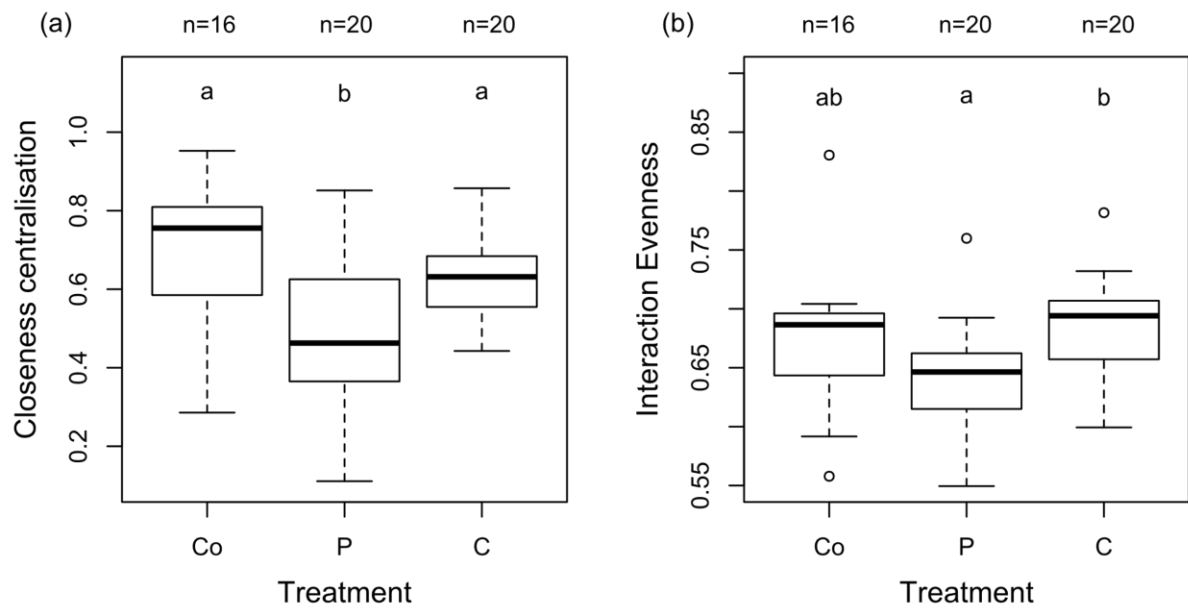 (a) n=16 n=20 n=20
a b a
Closeness centralisation
1.0
0.8
0.6
0.4
0.2
Co P C
Treatment
(b) n=16 n=20 n=20
ab a b
Interaction Evenness
0.85
0.75
0.65
0.55
Co P C
Treatment